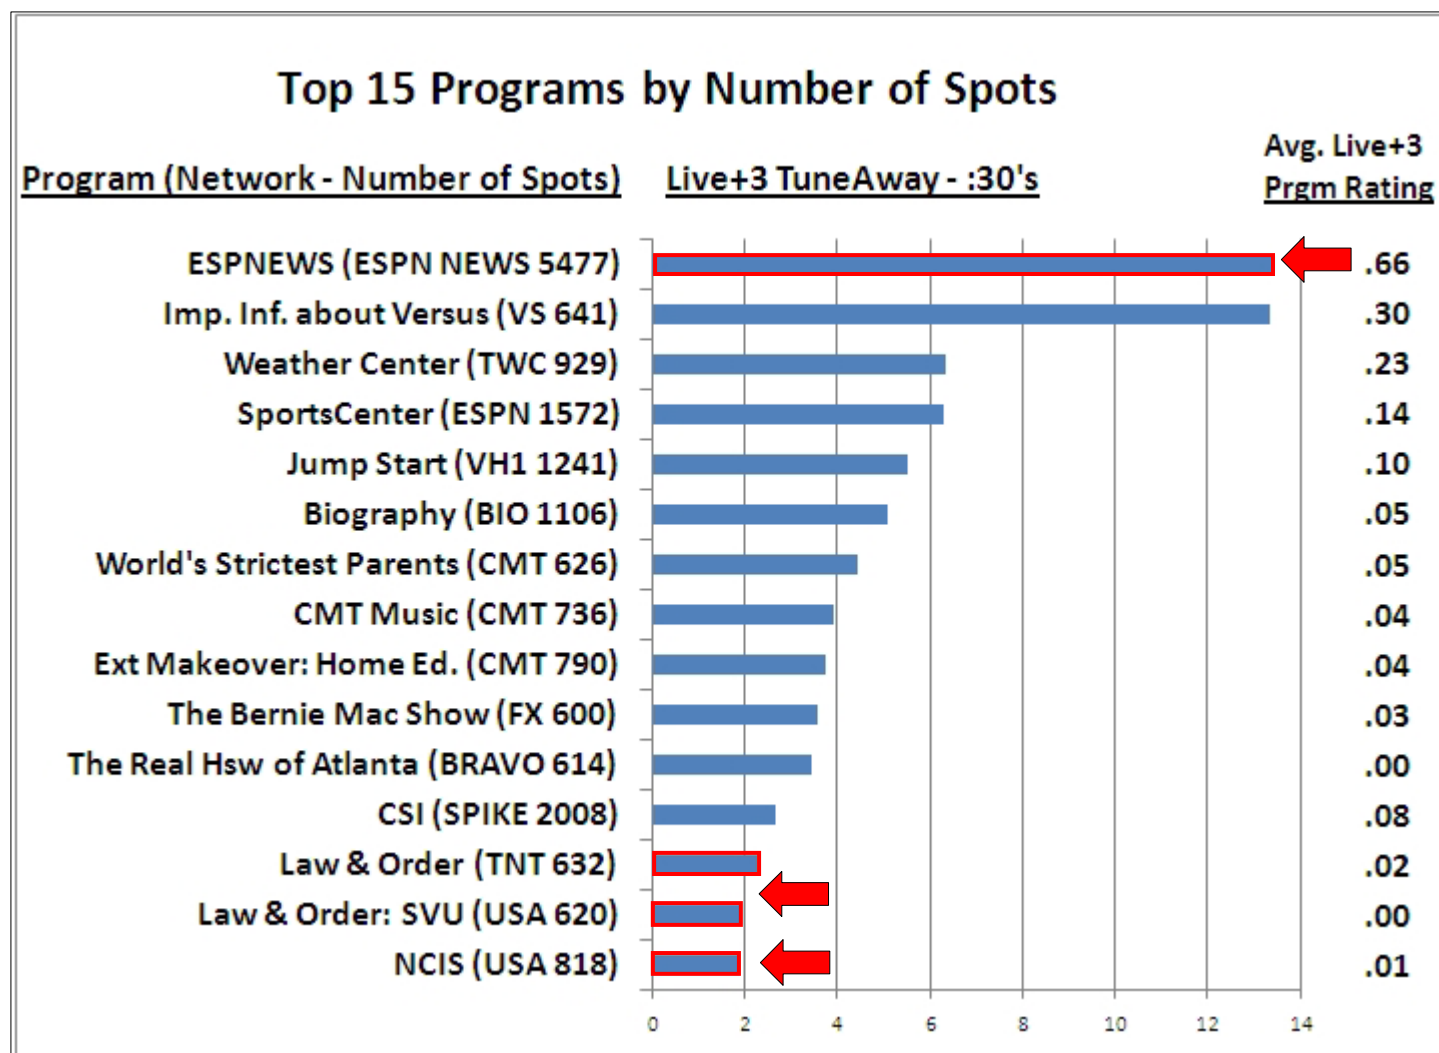 Top 15 Programs by Number of Spots
Avg. Live+3
Program (Network - Number of Spots) Live+3 TuneAway - :30's Prgm Rating
ESPNEWS (ESPN NEWS 5477) .66
Imp. Inf. about Versus (VS 641) .30
Weather Center (TWC 929) .23
SportsCenter (ESPN 1572) .14
Jump Start (VH1 1241) .10
Biography (BIO 1106) .05
World's Strictest Parents (CMT 626) .05
CMT Music (CMT 736) .04
Ext Makeover: Home Ed. (CMT 790) .04
The Bernie Mac Show (FX 600) .03
The Real Hsw of Atlanta (BRAVO 614) .00
CSI (SPIKE 2008) .08
Law & Order (TNT 632) .02
Law & Order: SVU (USA 620) .00
NCIS (USA 818) .01
0 2 4 6 8 10 12 14